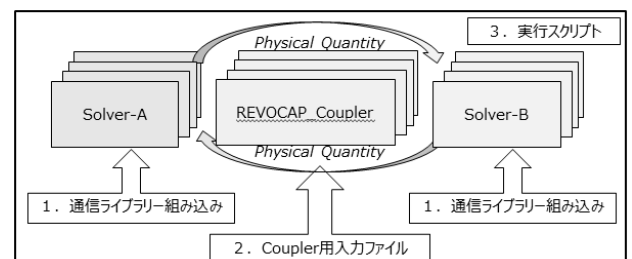 3. 実行スクリプト
Physical Quantity
Solver-A
REVOCAP_Coupler
Solver-B
Physical Quantity
1. 通信ライブラリー組み込み
1. 通信ライブラリー組み込み
2. Coupler用入力ファイル